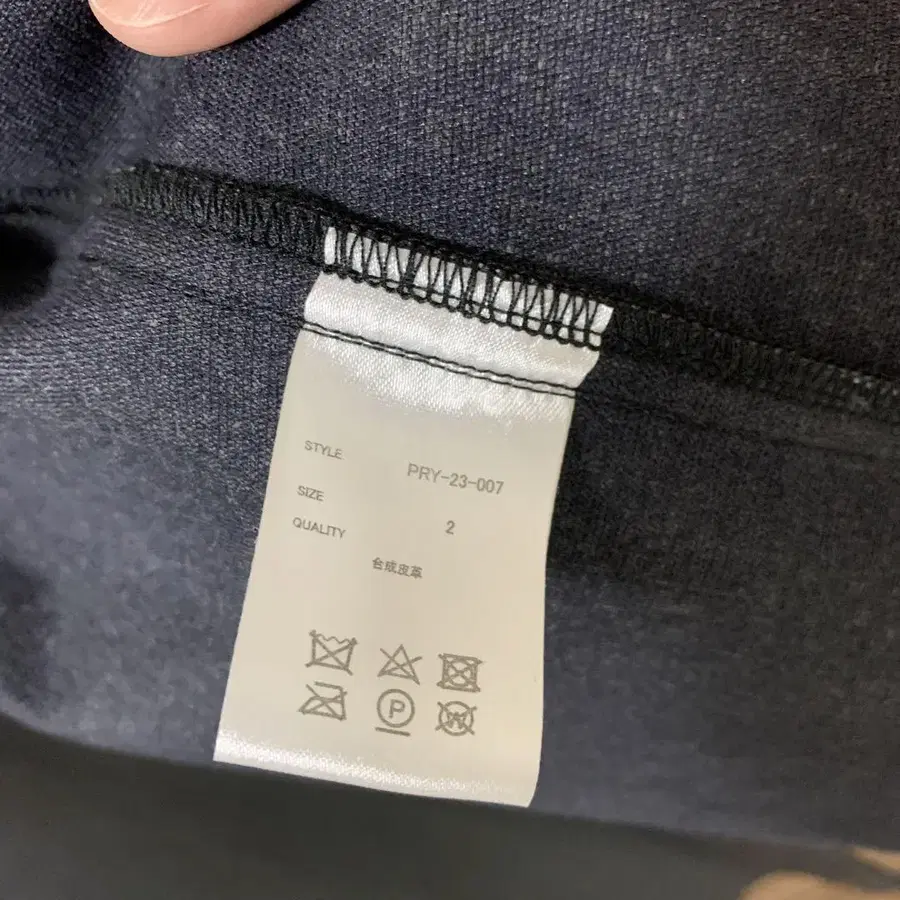 STYLE PRY-23-007
SIZE 2
QUALITY
合成皮革
P
W